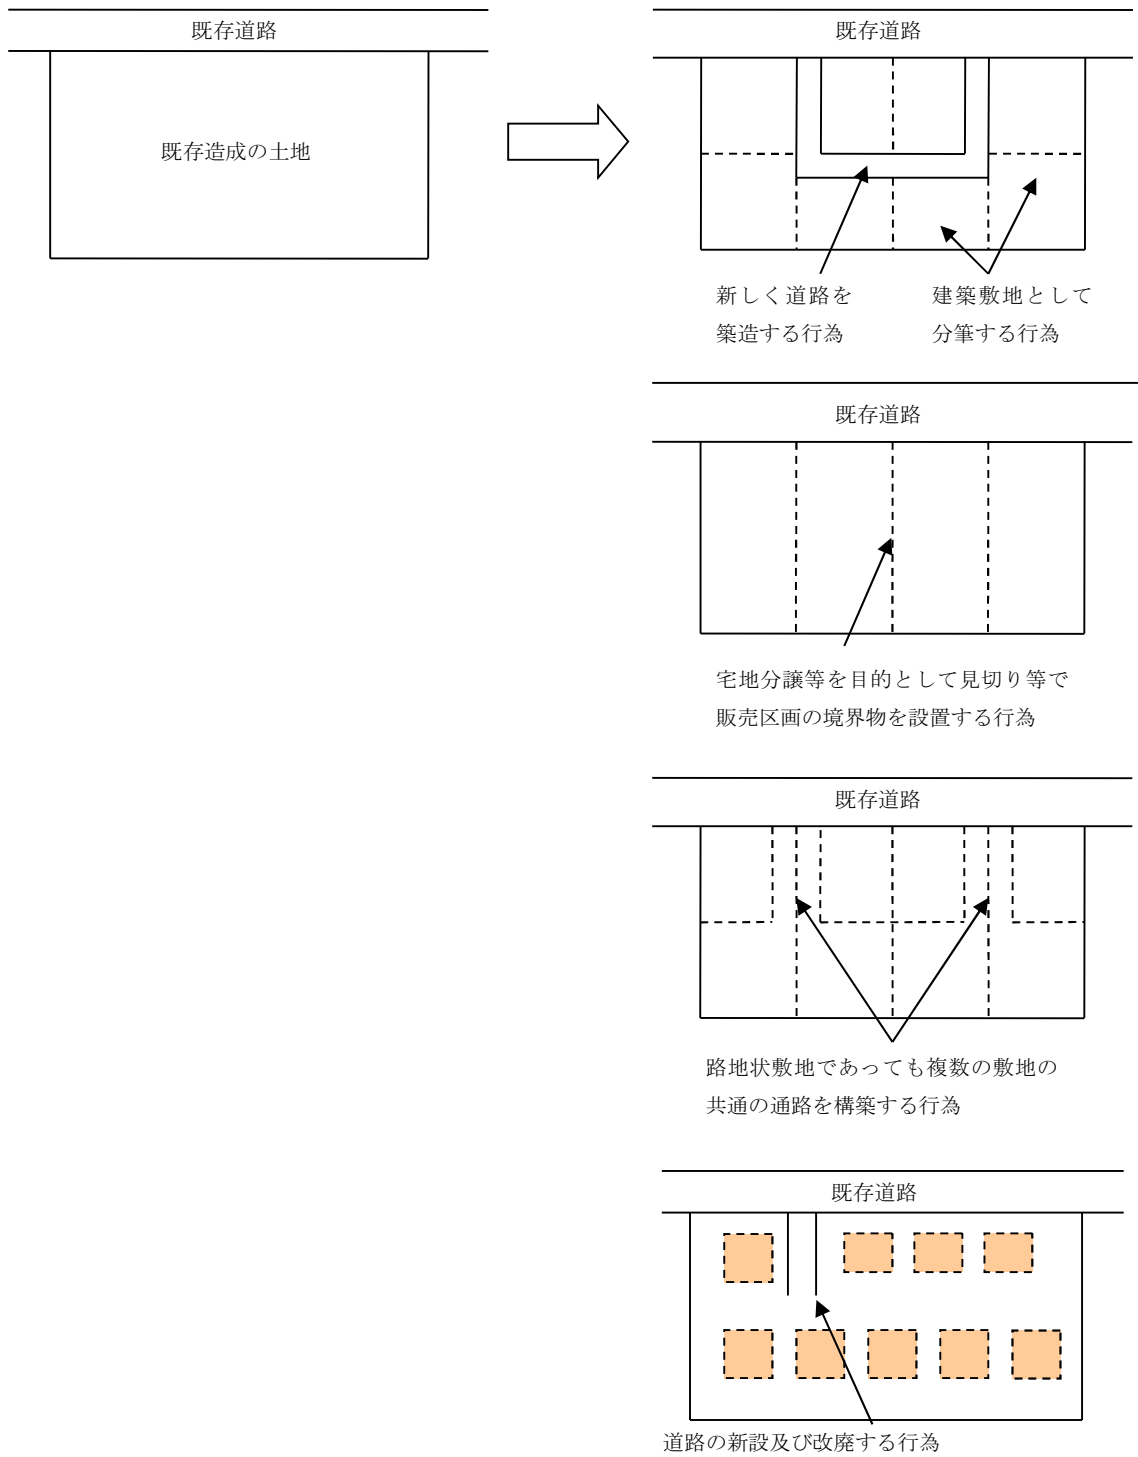 既存道路
既存造成の土地
既存道路
新しく道路を
築造する行為
建築敷地として
分筆する行為
既存道路
宅地分譲等を目的として見切り等で
販売区画の境界物を設置する行為
既存道路
路地状敷地であっても複数の敷地の
共通の通路を構築する行為
既存道路
道路の新設及び改廃する行為